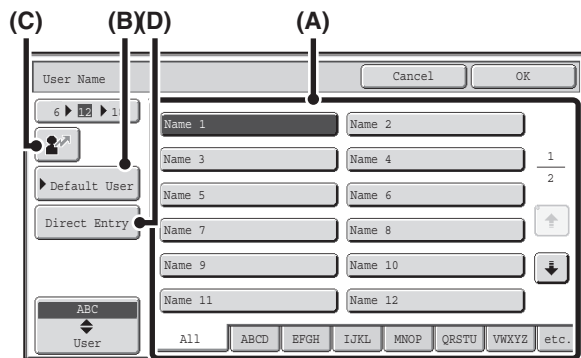 (C) (B)(D) (A)
User Name Cancel OK
6 12 18
Name 1 Name 2
Name 3 Name 4 1
Default User Name 5 Name 6 2
Direct Entry Name 7 Name 8
Name 9 Name 10
ABC Name 11 Name 12
User All ABCD EFGH IJKL MNOP QRSTU VWXYZ etc.